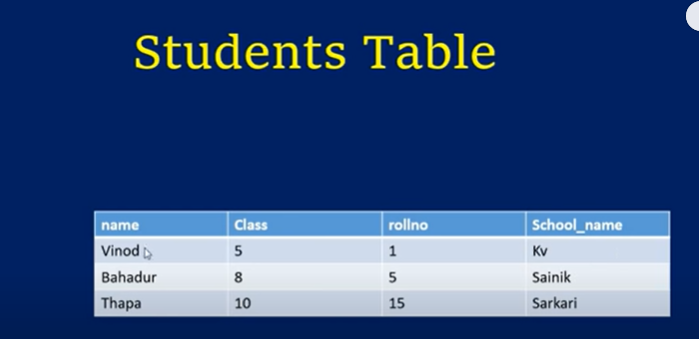 Students Table
name Class rollno School_name
Vinod 5 1 Kv
Bahadur 8 5 Sainik
Thapa 10 15 Sarkari